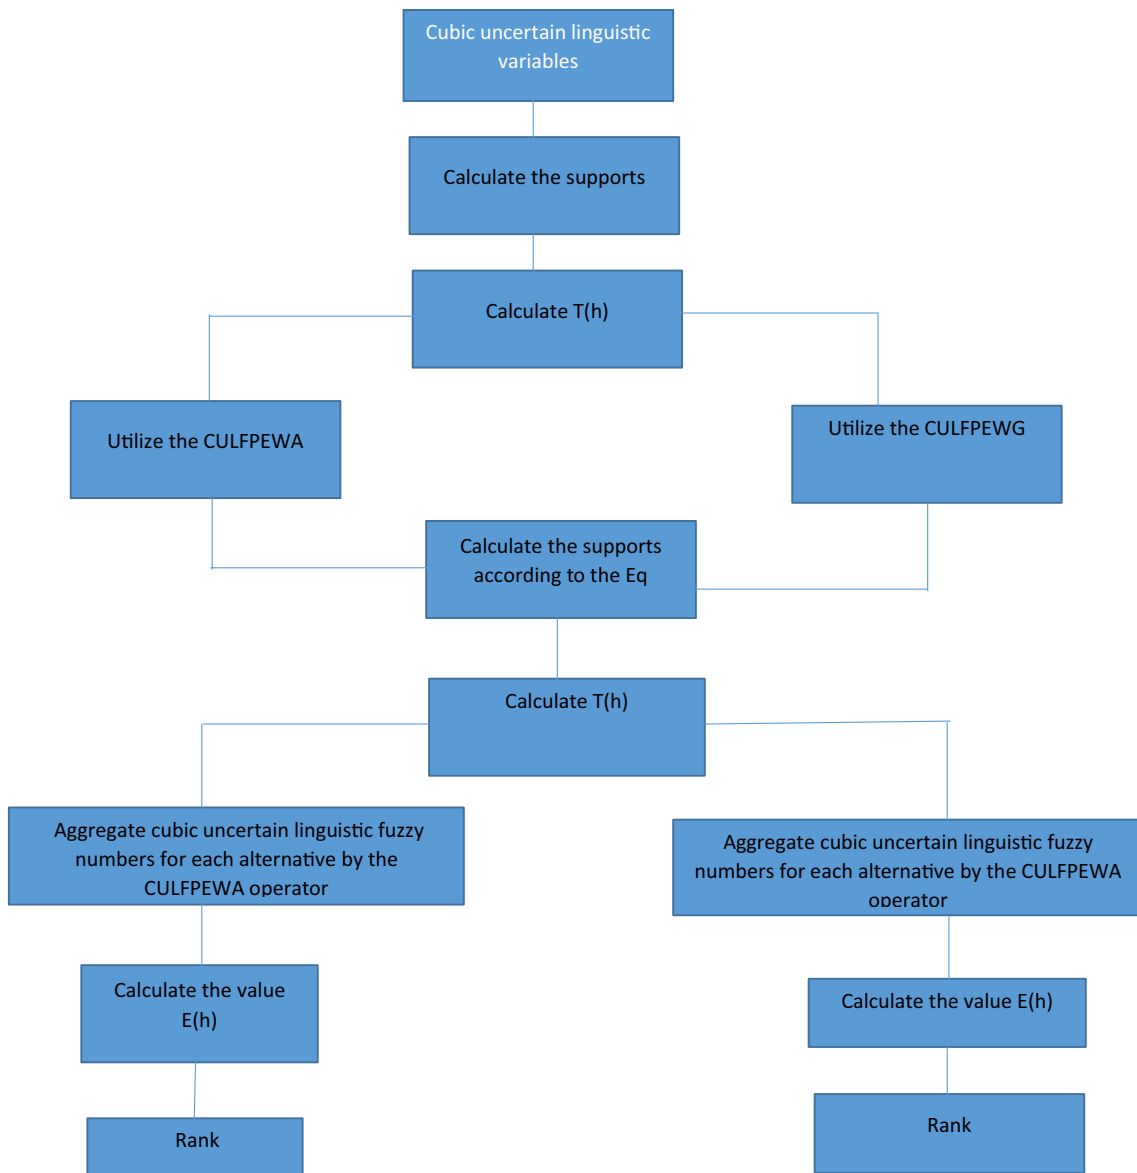 Cubic uncertain linguistic
variables
Calculate the supports
Calculate T(h)
Utilize the CULFPEWA
Utilize the CULFPEWG
Calculate the supports
according to the Eq
Calculate T(h)
Aggregate cubic uncertain linguistic fuzzy
numbers for each alternative by the
CULFPEWA operator
Aggregate cubic uncertain linguistic fuzzy
numbers for each alternative by the CULFPEWA
operator
Calculate the value
E(h)
Calculate the value E(h)
Rank
Rank